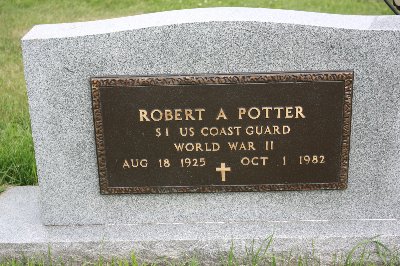 ROBERT A POTTER
S1 US COAST GUARD
WORLD WAR II
AUG 18 1925 OCT 1 1982